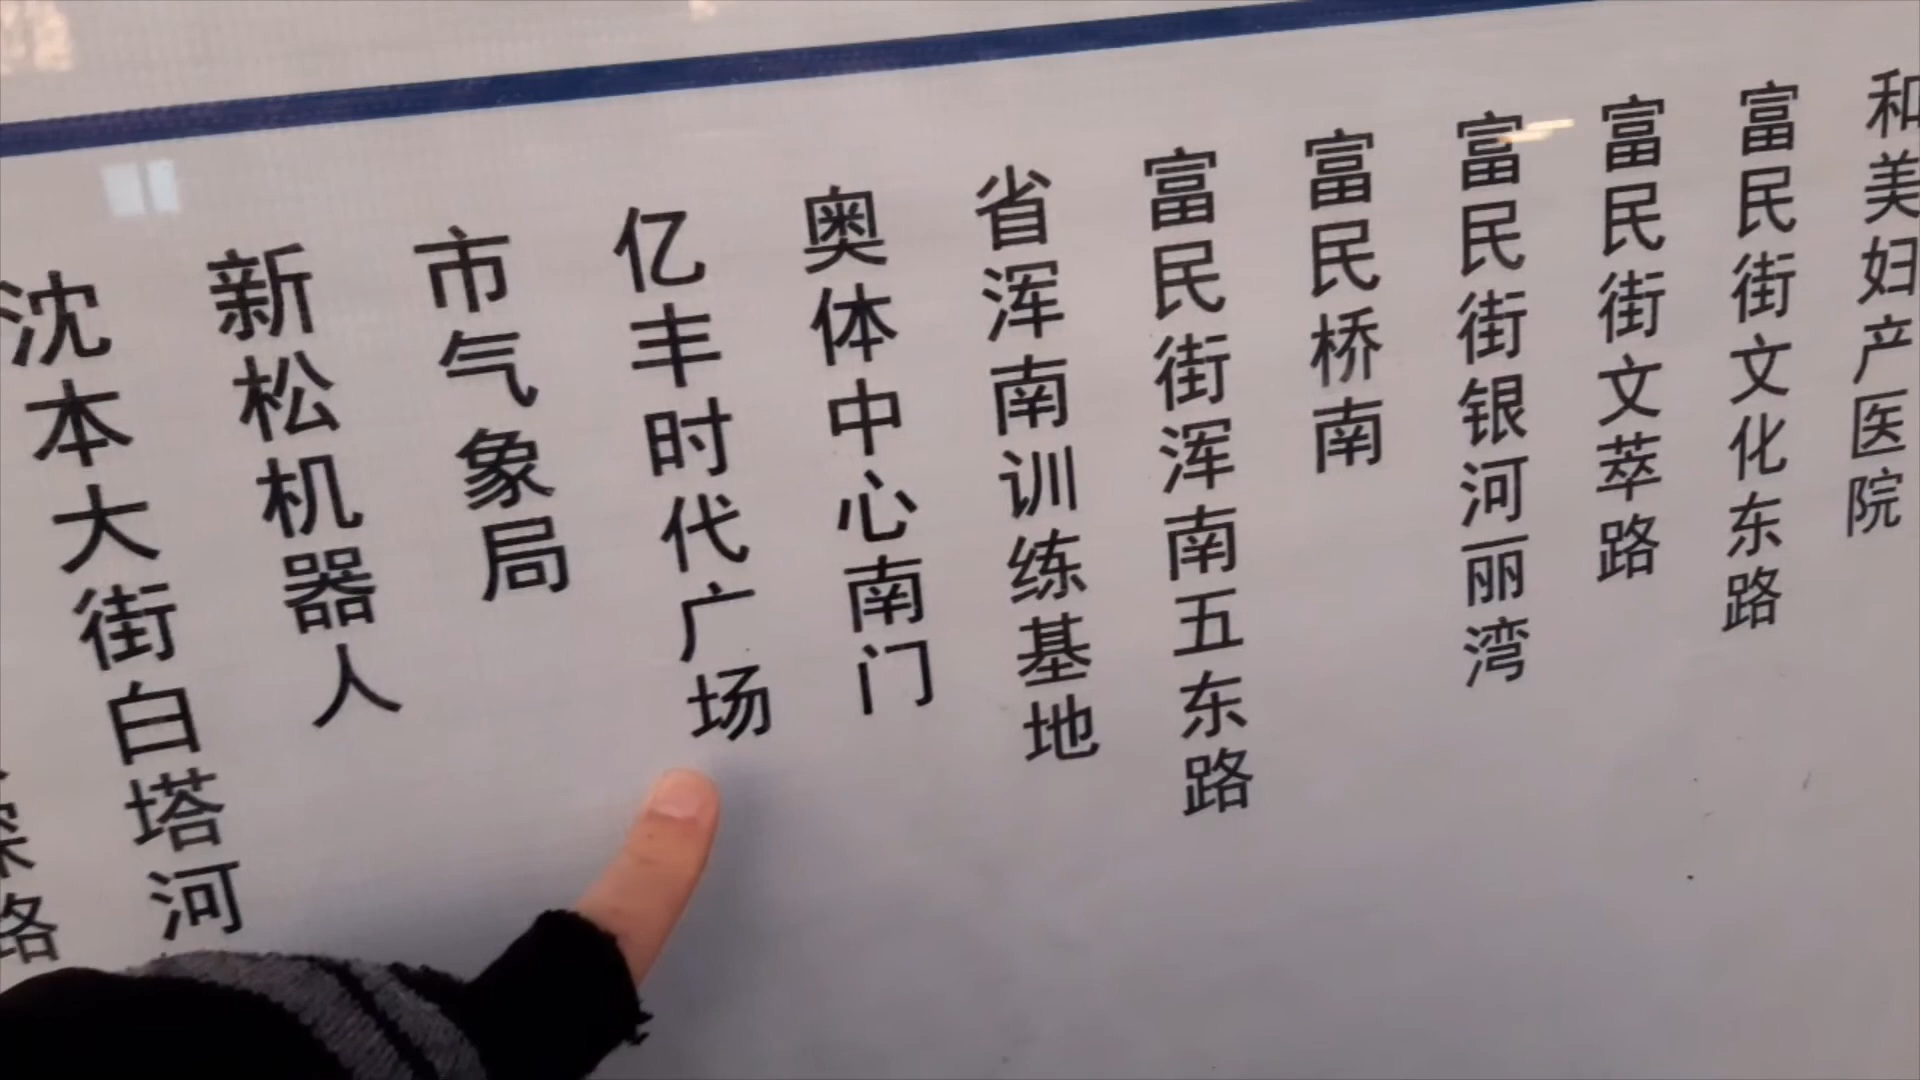 沈本大街白塔河
新松机器人
市气象局
亿丰时代广场
奥体中心南门
省浑南训练基地
富民街浑南五东路
富民桥南
富民街银河丽湾
富民街文萃路
富民街文化东路
和美妇产医院